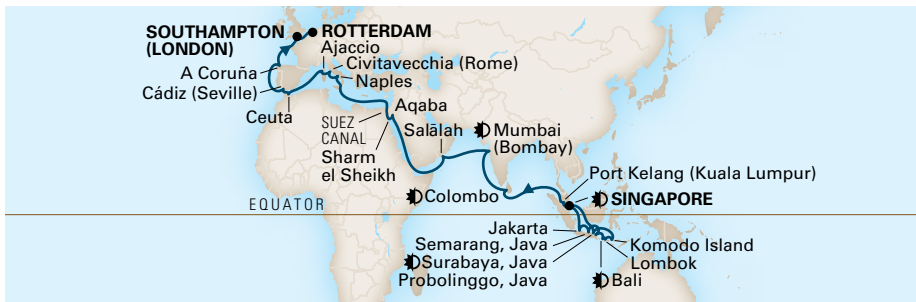 SOUTHAMPTON
(LONDON)
ROTTERDAM
Ajaccio
Civitavecchia (Rome)
Naples
A Coruña
Cádiz (Seville)
Ceuta
SUEZ
CANAL
Aqaba
Sharm
el Sheikh
Salālah
Mumbai
(Bombay)
Port Kelang (Kuala Lumpur)
Colombo
SINGAPORE
EQUATOR
Jakarta
Semarang, Java
Surabaya, Java
Probolinggo, Java
Komodo Island
Lombok
Bali